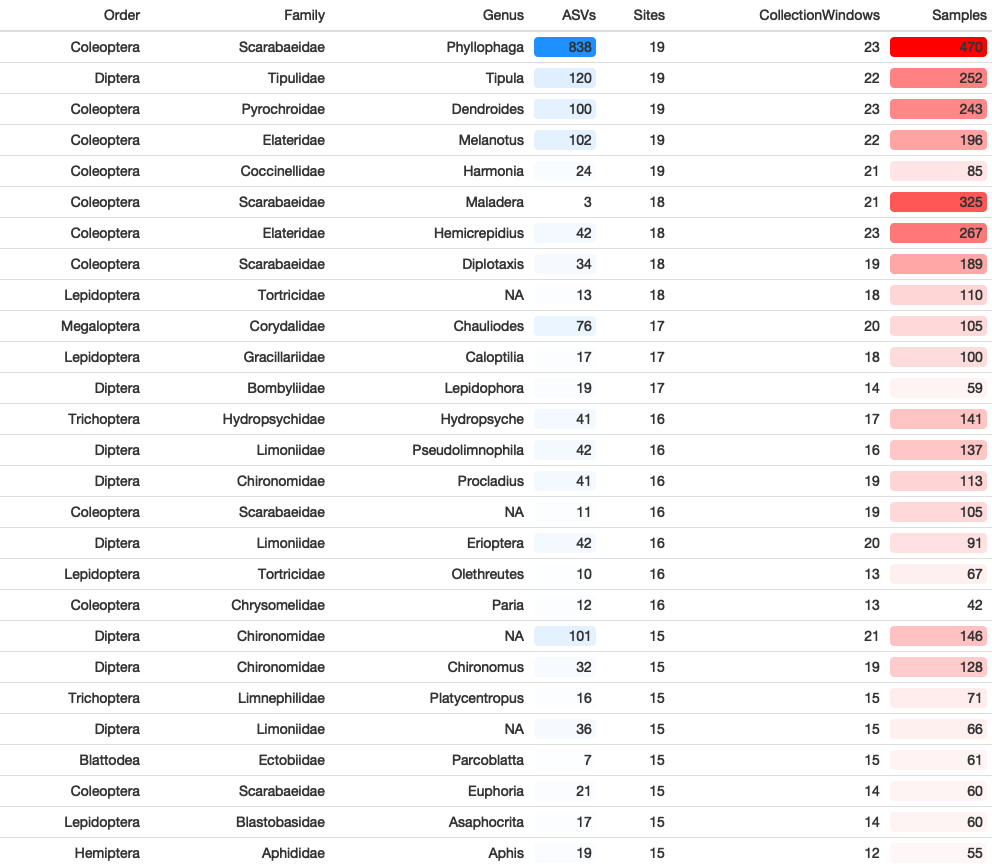 Order Family Genus ASVs Sites CollectionWindows Samples
Coleoptera Scarabaeidae Phyllophaga 838 19 23 470
Diptera Tipulidae Tipula 120 19 22 252
Coleoptera Pyrochroidae Dendroides 100 19 23 243
Coleoptera Elateridae Melanotus 102 19 22 196
Coleoptera Coccinellidae Harmonia 24 19 21 85
Coleoptera Scarabaeidae Maladera 3 18 21 325
Coleoptera Elateridae Hemicrepidius 42 18 23 267
Coleoptera Scarabaeidae Diplotaxis 34 18 19 189
Lepidoptera Tortricidae NA 13 18 18 110
Megaloptera Corydalidae Chauliodes 76 17 20 105
Lepidoptera Gracillariidae Caloptilia 17 17 18 100
Diptera Bombyliidae Lepidophora 19 17 14 59
Trichoptera Hydropsychidae Hydropsyche 41 16 17 141
Diptera Limoniidae Pseudolimnophila 42 16 16 137
Diptera Chironomidae Procladius 41 16 19 113
Coleoptera Scarabaeidae NA 11 16 19 105
Diptera Limoniidae Erioptera 42 16 20 91
Lepidoptera Tortricidae Olethreutes 10 16 13 67
Coleoptera Chrysomelidae Paria 12 16 13 42
Diptera Chironomidae NA 101 15 21 146
Diptera Chironomidae Chironomus 32 15 19 128
Trichoptera Limnephilidae Platycentropus 16 15 15 71
Diptera Limoniidae NA 36 15 15 66
Blattodea Ectobiidae Parcoblatta 7 15 15 61
Coleoptera Scarabaeidae Euphoria 21 15 14 60
Lepidoptera Blastobasidae Asaphocrita 17 15 14 60
Hemiptera Aphididae Aphis 19 15 12 55